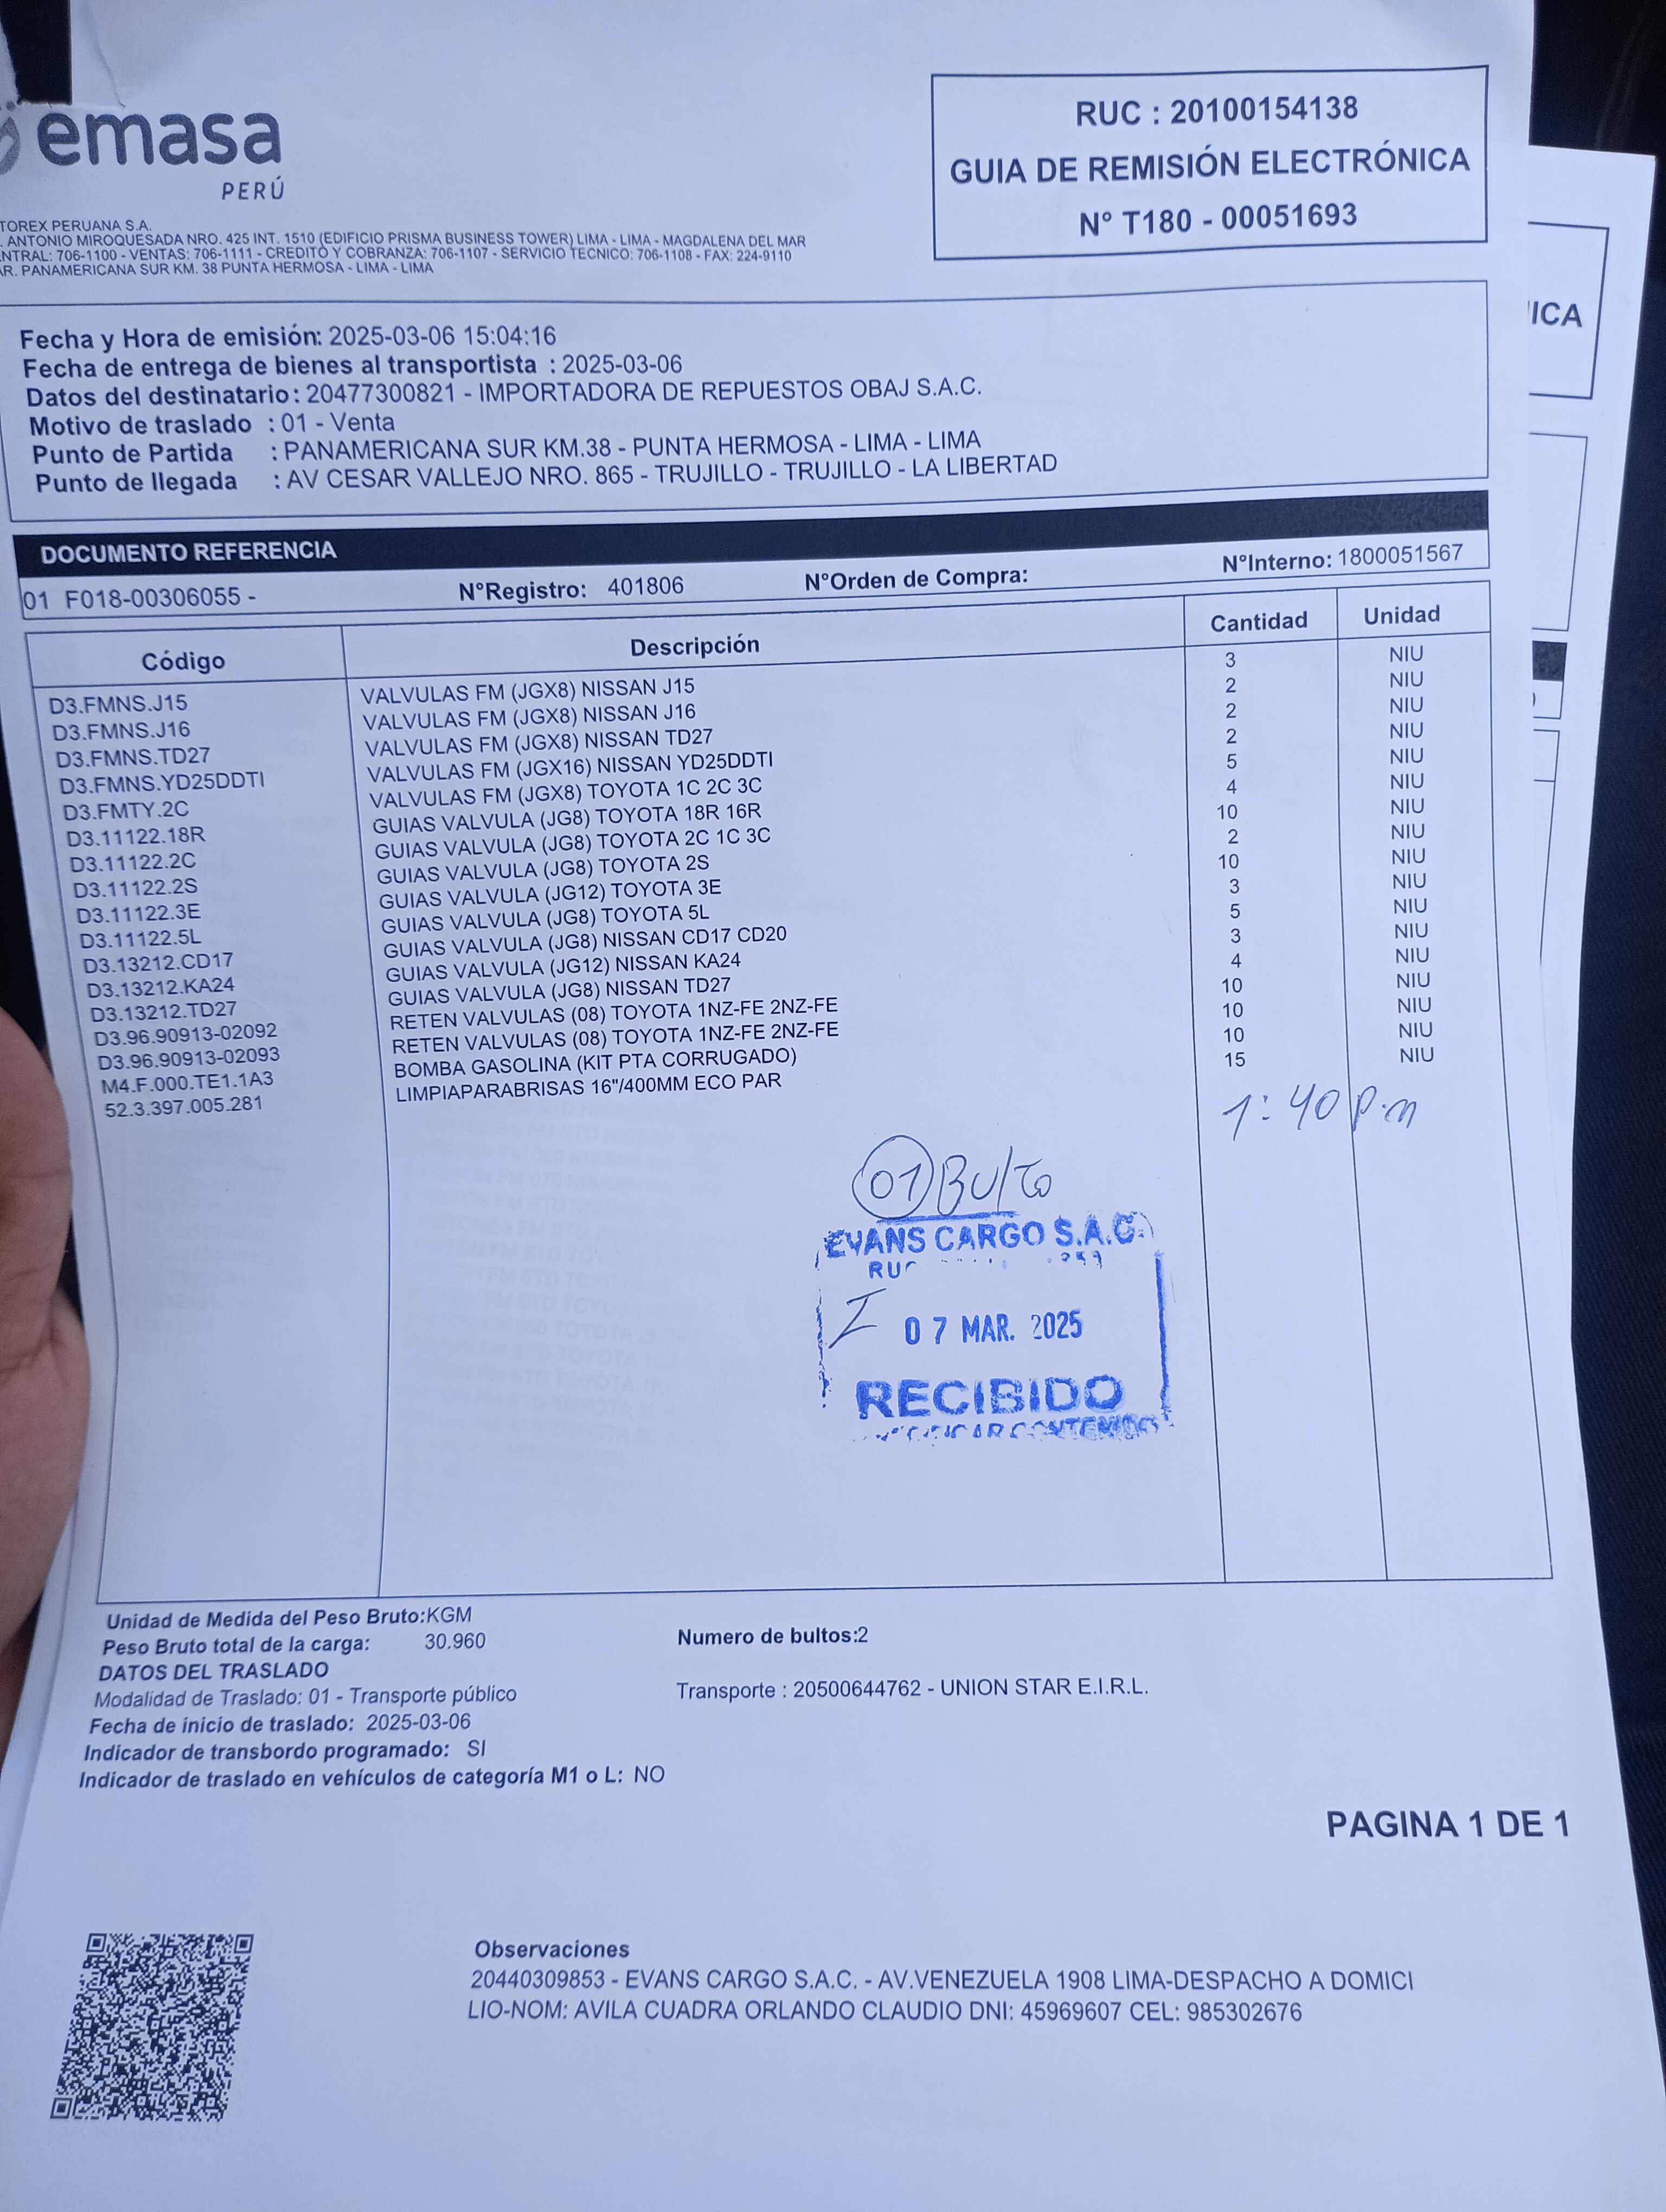 emasa
PERÚ
TOREX PERUANA S.A.
. ANTONIO MIROQUESADA NRO. 425 INT. 1510 (EDIFICIO PRISMA BUSINESS TOWER) LIMA - LIMA - MAGDALENA DEL MAR
NTRAL: 706-1100 - VENTAS: 706-1111 - CREDITO Y COBRANZA: 706-1107 - SERVICIO TECNICO: 706-1108 - FAX: 224-9110
AR. PANAMERICANA SUR KM. 38 PUNTA HERMOSA - LIMA - LIMA
RUC : 20100154138
GUIA DE REMISIÓN ELECTRÓNICA
N° T180 - 00051693
ICA
Fecha y Hora de emisión: 2025-03-06 15:04:16
Fecha de entrega de bienes al transportista : 2025-03-06
Datos del destinatario: 20477300821 - IMPORTADORA DE REPUESTOS OBAJ S.A.C.
Motivo de traslado : 01 - Venta
Punto de Partida : PANAMERICANA SUR KM.38 - PUNTA HERMOSA - LIMA - LIMA
Punto de llegada : AV CESAR VALLEJO NRO. 865 - TRUJILLO - TRUJILLO - LA LIBERTAD
DOCUMENTO REFERENCIA
01 F018-00306055 - N°Registro: 401806 N°Orden de Compra: N°Interno: 1800051567
Código Descripción Cantidad Unidad
D3.FMNS.J15 VALVULAS FM (JGX8) NISSAN J15 3 NIU
D3.FMNS.J16 VALVULAS FM (JGX8) NISSAN J16 2 NIU
D3.FMNS.TD27 VALVULAS FM (JGX8) NISSAN TD27 2 NIU
D3.FMNS.YD25DDTI VALVULAS FM (JGX16) NISSAN YD25DDTI 2 NIU
D3.FMTY.2C VALVULAS FM (JGX8) TOYOTA 1C 2C 3C 5 NIU
D3.11122.18R GUIAS VALVULA (JG8) TOYOTA 18R 16R 4 NIU
D3.11122.2C GUIAS VALVULA (JG8) TOYOTA 2C 1C 3C 10 NIU
D3.11122.2S GUIAS VALVULA (JG8) TOYOTA 2S 2 NIU
D3.11122.3E GUIAS VALVULA (JG12) TOYOTA 3E 10 NIU
D3.11122.5L GUIAS VALVULA (JG8) TOYOTA 5L 3 NIU
D3.13212.CD17 GUIAS VALVULA (JG8) NISSAN CD17 CD20 5 NIU
D3.13212.KA24 GUIAS VALVULA (JG12) NISSAN KA24 3 NIU
D3.13212.TD27 GUIAS VALVULA (JG8) NISSAN TD27 4 NIU
D3.96.90913-02092 RETEN VALVULAS (08) TOYOTA 1NZ-FE 2NZ-FE 10 NIU
D3.96.90913-02093 RETEN VALVULAS (08) TOYOTA 1NZ-FE 2NZ-FE 10 NIU
M4.F.000.TE1.1A3 BOMBA GASOLINA (KIT PTA CORRUGADO) 10 NIU
52.3.397.005.281 LIMPIAPARABRISAS 16"/400MM ECO PAR 15 NIU
1:40 p.m
01 Bulto
EVANS CARGO S.A.C.
RUC
07 MAR. 2025
RECIBIDO
CONTENIDO
Unidad de Medida del Peso Bruto:KGM
Peso Bruto total de la carga: 30.960 Numero de bultos:2
DATOS DEL TRASLADO
Modalidad de Traslado: 01 - Transporte público Transporte : 20500644762 - UNION STAR E.I.R.L.
Fecha de inicio de traslado: 2025-03-06
Indicador de transbordo programado: SI
Indicador de traslado en vehículos de categoría M1 o L: NO
PAGINA 1 DE 1
Observaciones
20440309853 - EVANS CARGO S.A.C. - AV.VENEZUELA 1908 LIMA-DESPACHO A DOMICI
LIO-NOM: AVILA CUADRA ORLANDO CLAUDIO DNI: 45969607 CEL: 985302676